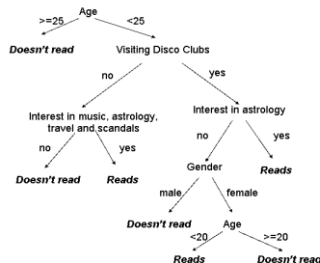 Age
>=25
<25
Doesn't read
Visiting Disco Clubs
no
yes
Interest in music, astrology,
travel and scandals
Interest in astrology
no
yes
no
yes
Doesn't read
Reads
Gender
Reads
male
female
Doesn't read
Age
<20
>=20
Reads
Doesn't read